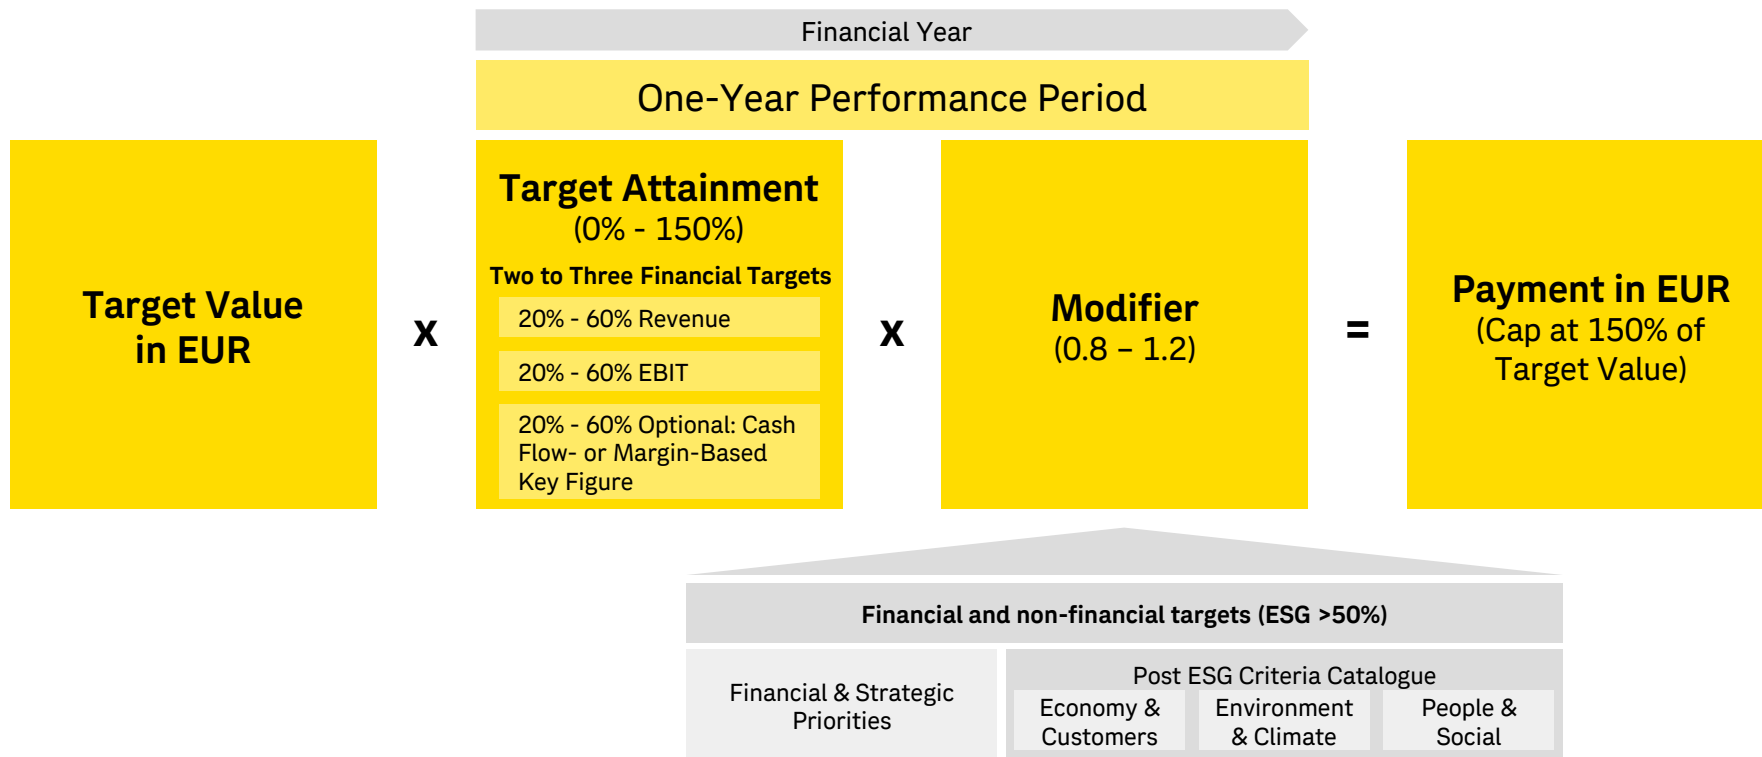 Financial Year
One-Year Performance Period
Target Value
in EUR
x
Target Attainment
(0% - 150%)
Two to Three Financial Targets
20% - 60% Revenue
20% - 60% EBIT
20% - 60% Optional: Cash
Flow- or Margin-Based
Key Figure
x
Modifier
(0.8 – 1.2)
=
Payment in EUR
(Cap at 150% of
Target Value)
Financial and non-financial targets (ESG >50%)
Financial & Strategic
Priorities
Post ESG Criteria Catalogue
Economy &
Customers
Environment
& Climate
People &
Social